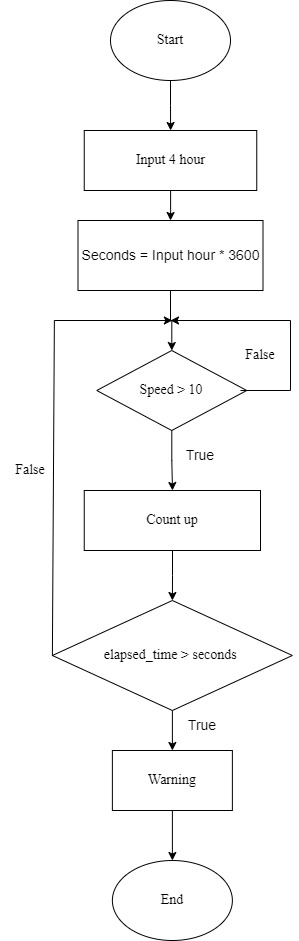 Start
Input 4 hour
Seconds = Input hour * 3600
False
Speed > 10
True
False
Count up
elapsed_time > seconds
True
Warning
End